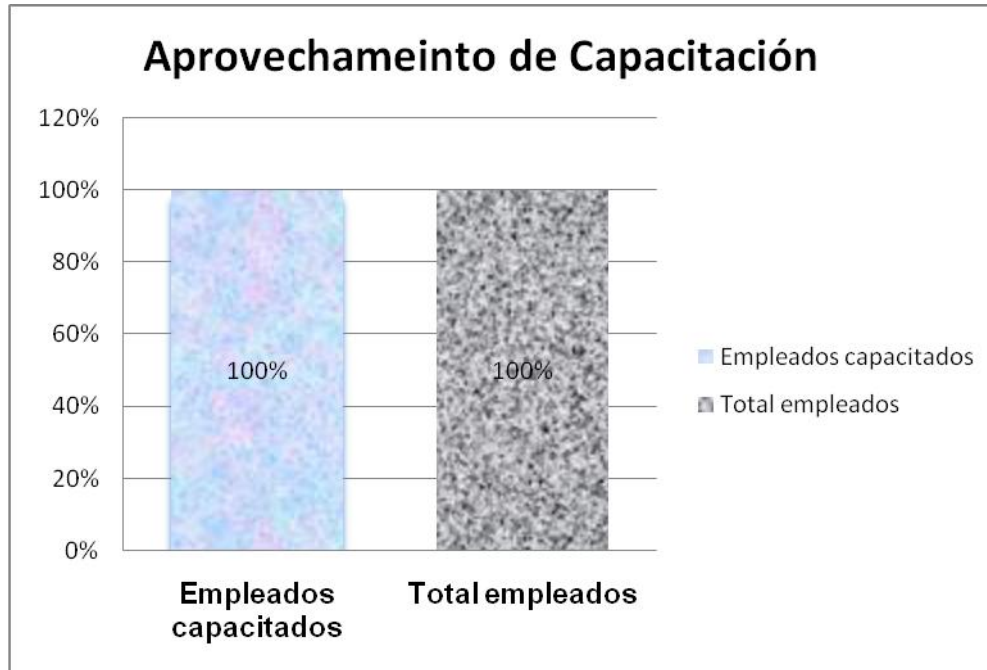 Aprovechameinto de Capacitación
120%
100%
80%
60%
40%
20%
0%
100%
100%
Empleados
capacitados
Total empleados
Empleados capacitados
Total empleados